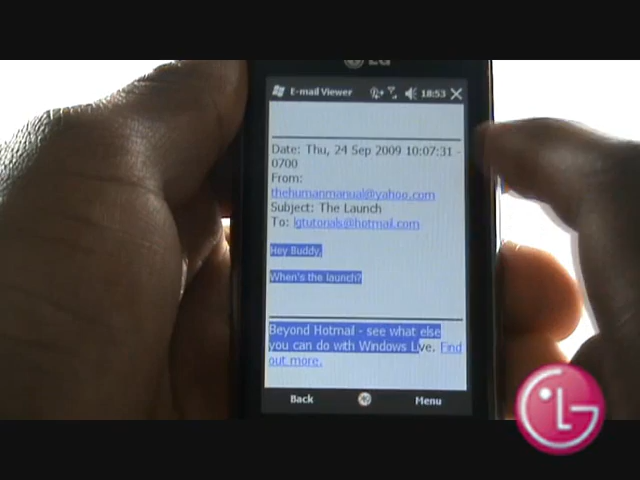 LG
E-mail Viewer 18:53
Date: Thu, 24 Sep 2009 10:07:31 -
0700
From:
thehumanmanual@yahoo.com
Subject: The Launch
To: lgtutorials@hotmail.com
Hey Buddy,
When's the launch?
Beyond Hotmail - see what else
you can do with Windows Live. Find
out more.
Back Menu
LG